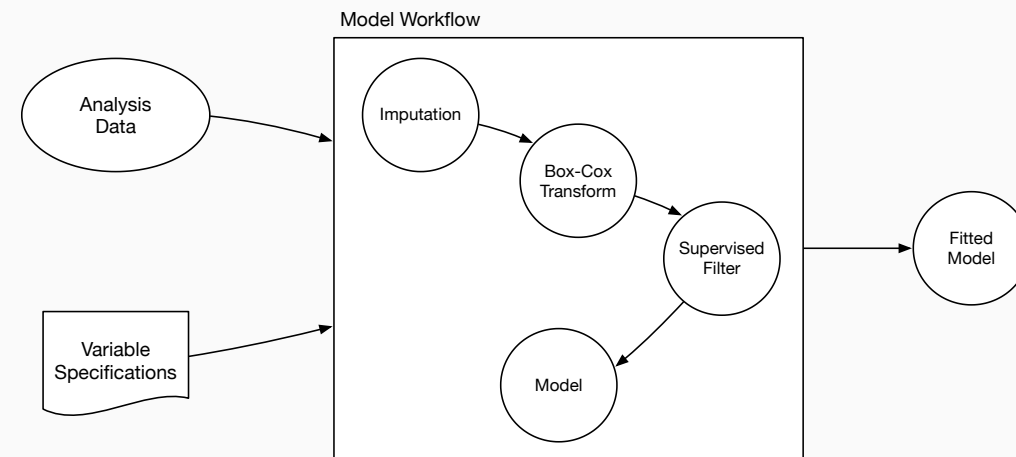 Model Workflow
Analysis
Data
Imputation
Box-Cox
Transform
Supervised
Filter
Fitted
Model
Variable
Specifications
Model